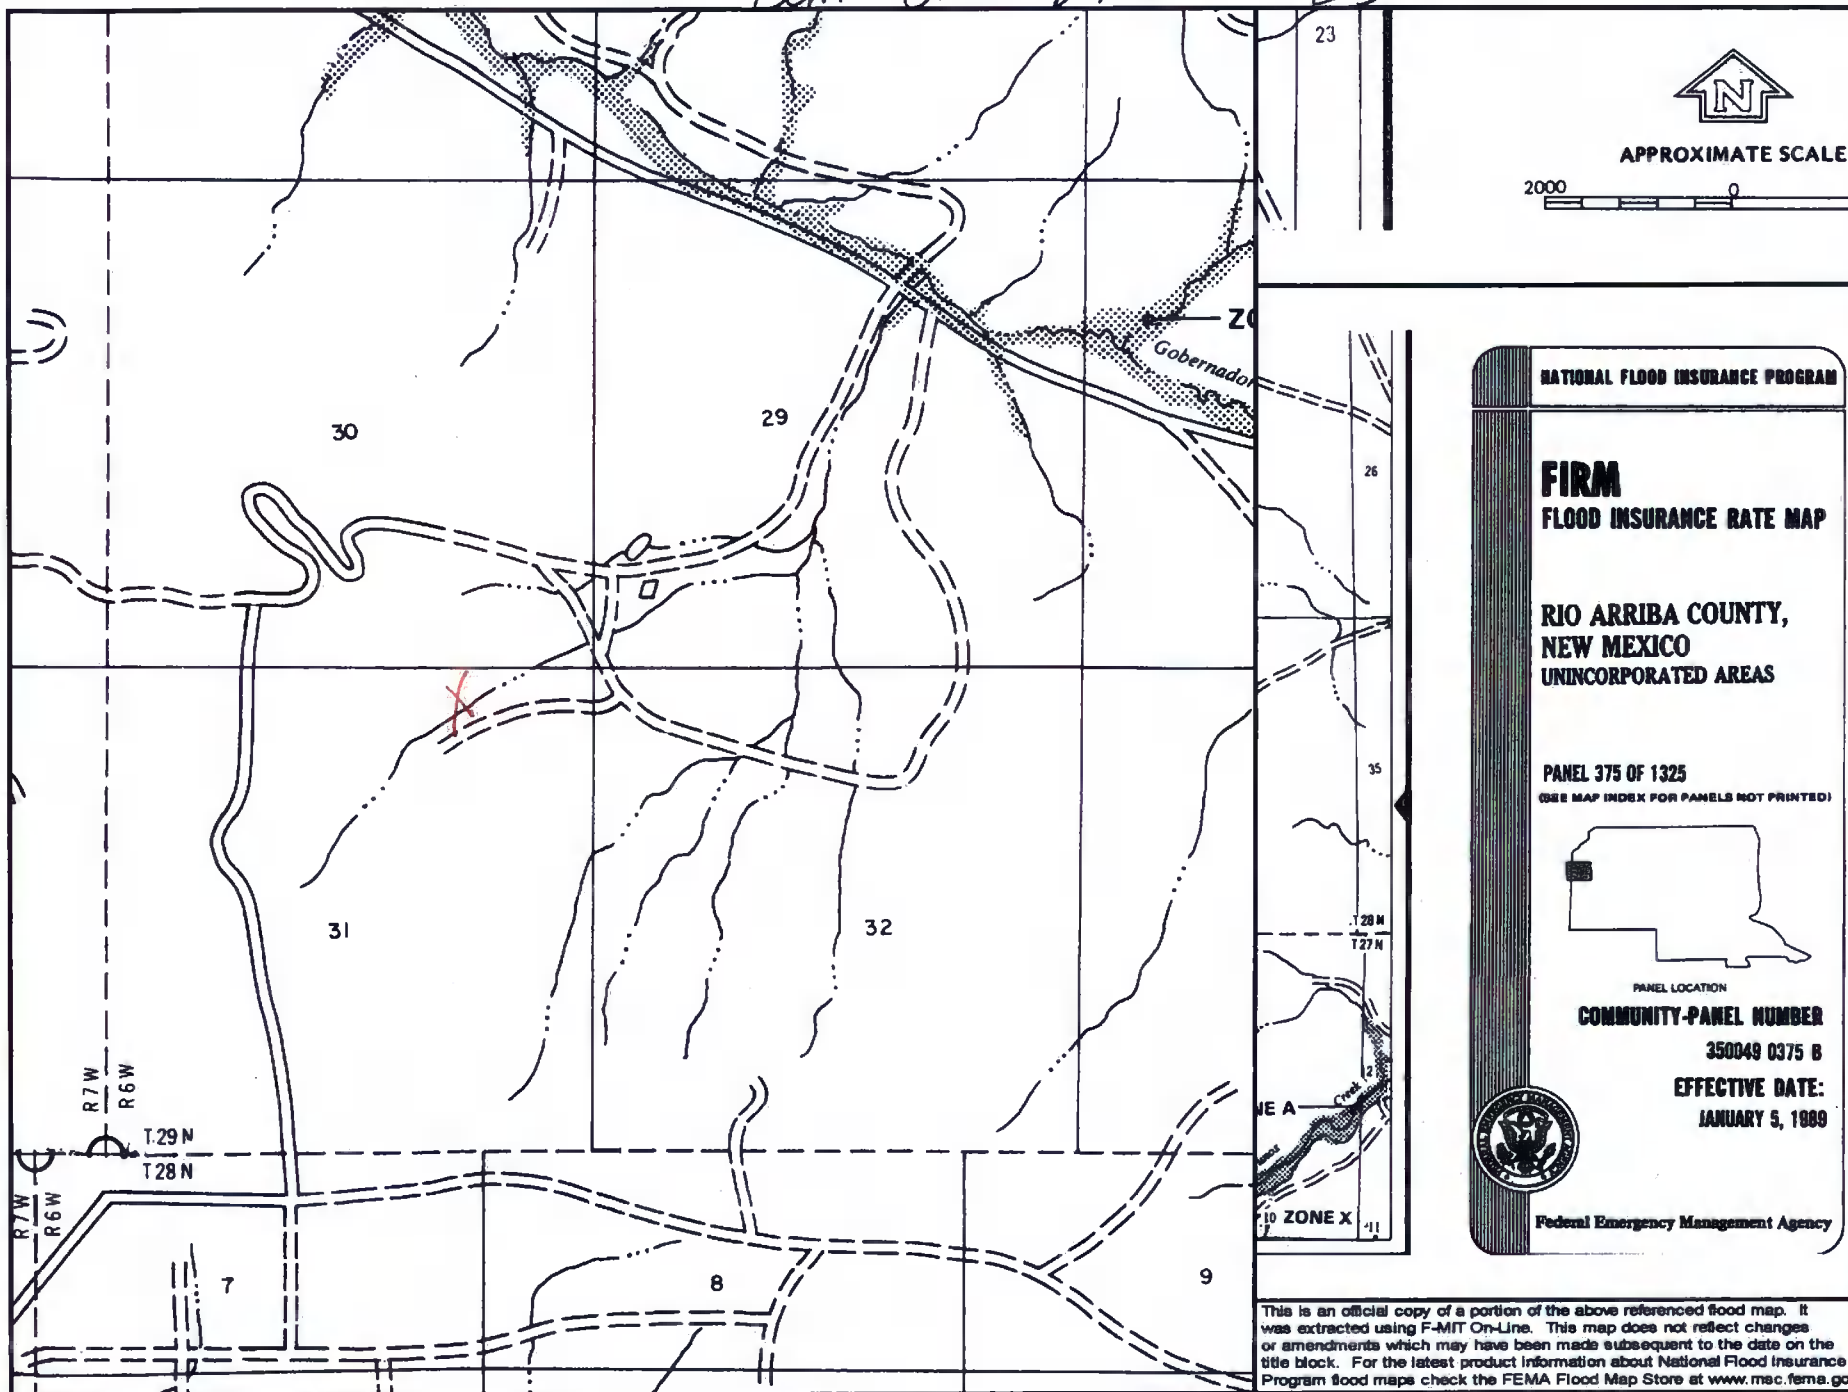 23
APPROXIMATE SCALE
2000 0
Gobernador
30
29
26
31
32
35
T28N
T27N
R7W
R6W
T.29N
T28N
R7W
R6W
7
8
9
2
Creek
NE A
10
ZONE X
11
NATIONAL FLOOD INSURANCE PROGRAM
FIRM
FLOOD INSURANCE RATE MAP
RIO ARRIBA COUNTY,
NEW MEXICO
UNINCORPORATED AREAS
PANEL 375 OF 1325
(SEE MAP INDEX FOR PANELS NOT PRINTED)
PANEL LOCATION
COMMUNITY-PANEL NUMBER
350049 0375 B
EFFECTIVE DATE:
JANUARY 5, 1989
Federal Emergency Management Agency
This is an official copy of a portion of the above referenced flood map. It
was extracted using F-MIT On-Line. This map does not reflect changes
or amendments which may have been made subsequent to the date on the
title block. For the latest product information about National Flood Insurance
Program flood maps check the FEMA Flood Map Store at www.msc.fema.go